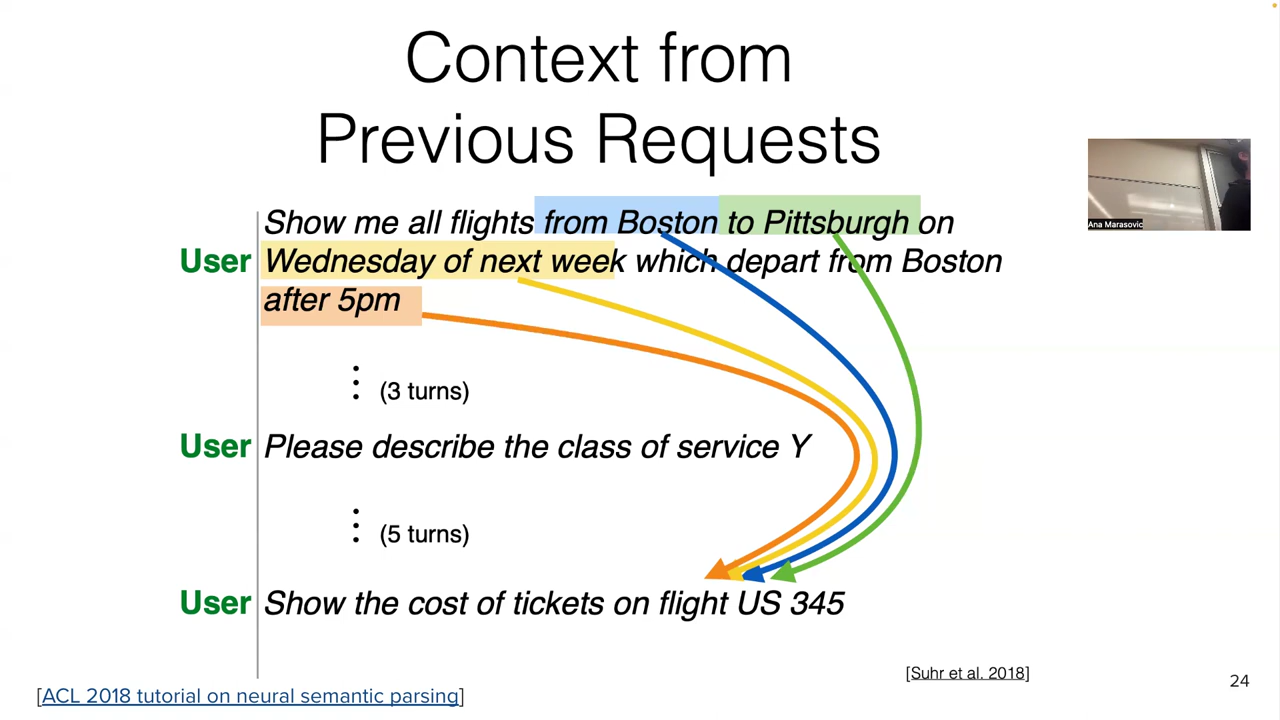 Context from
Previous Requests
Show me all flights from Boston to Pittsburgh on
User Wednesday of next week which depart from Boston
after 5pm
(3 turns)
User Please describe the class of service Y
(5 turns)
User Show the cost of tickets on flight US 345
[Suhr et al. 2018]
24
[ACL 2018 tutorial on neural semantic parsing]
Ana Marasovic